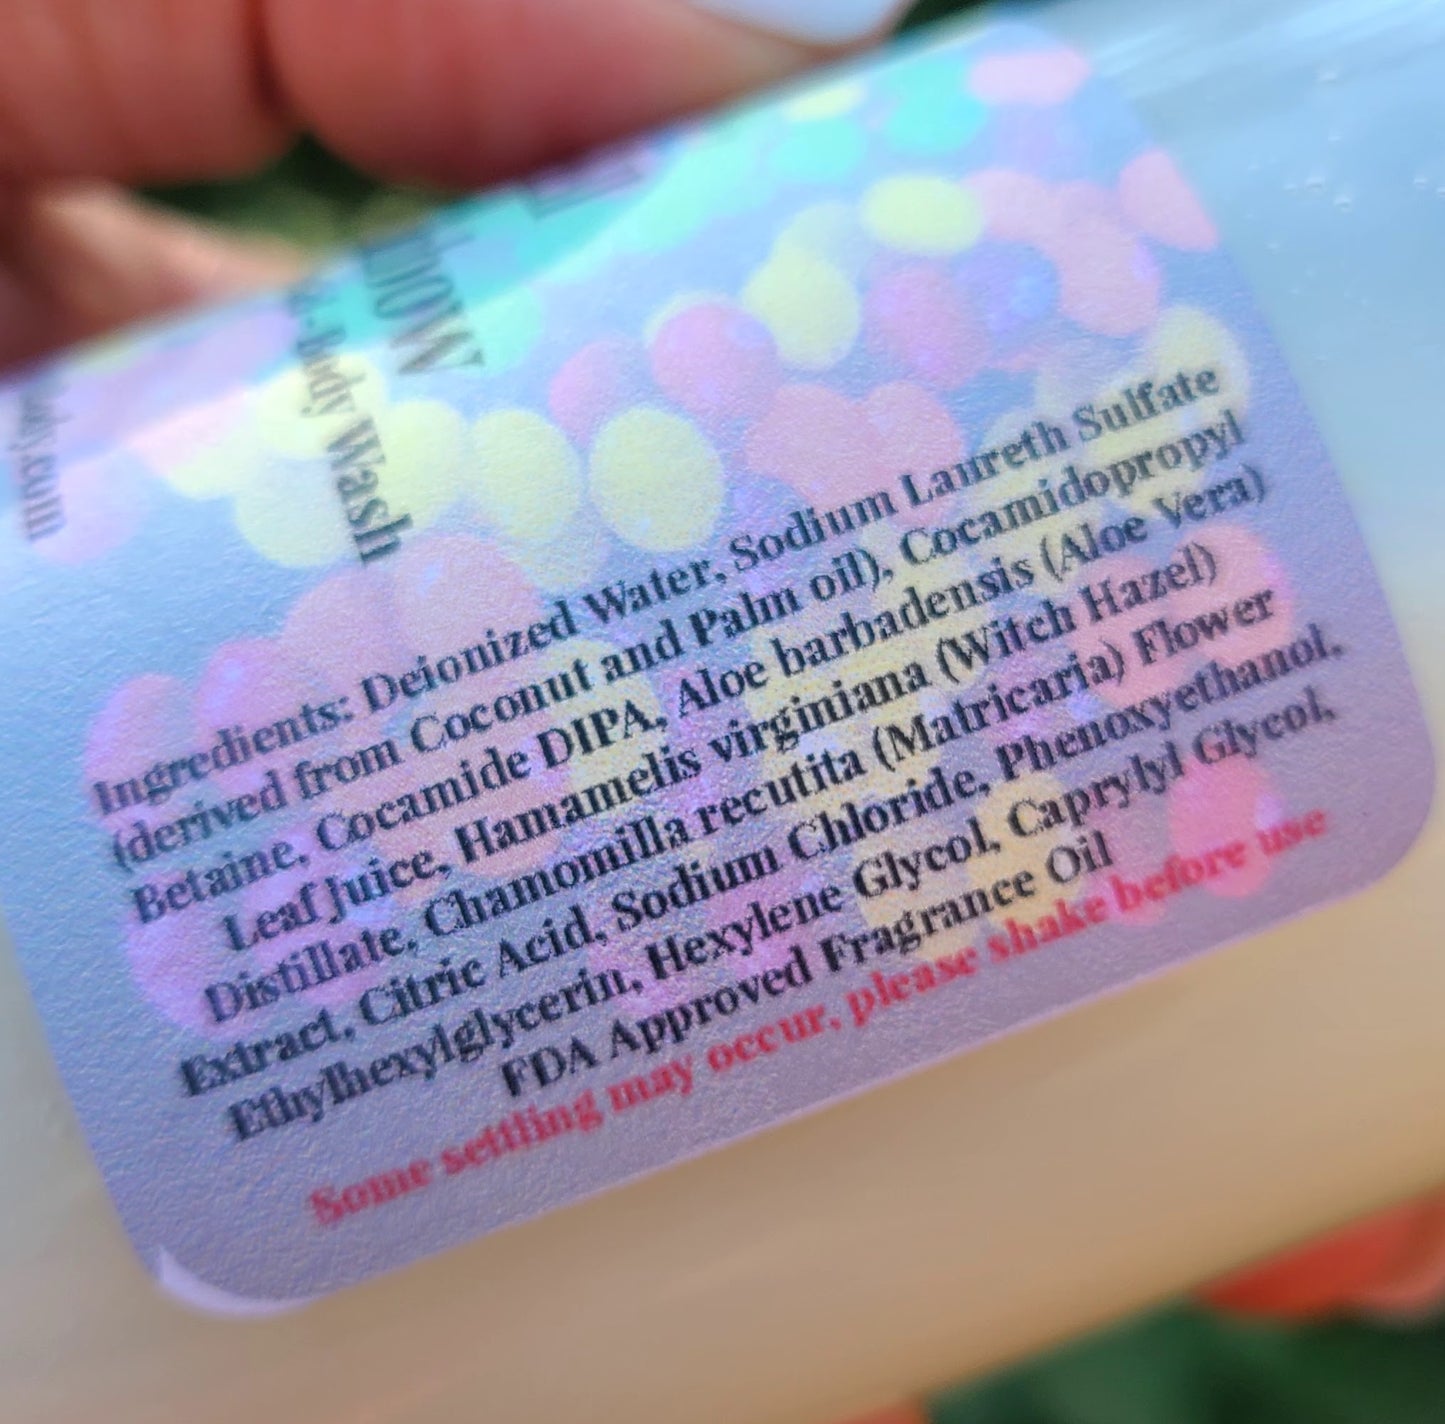 Wash
Ingredients: Deionized Water, Sodium Laureth Sulfate
(derived from Coconut and Palm oil), Cocamidopropyl
Betaine, Cocamide DIPA, Aloe barbadensis (Aloe Vera)
Leaf Juice, Hamamelis virginiana (Witch Hazel)
Distillate, Chamomilla recutita (Matricaria) Flower
Extract, Citric Acid, Sodium Chloride, Phenoxyethanol,
Ethylhexylglycerin, Hexylene Glycol, Caprylyl Glycol,
FDA Approved Fragrance Oil
Some settling may occur, please shake before use